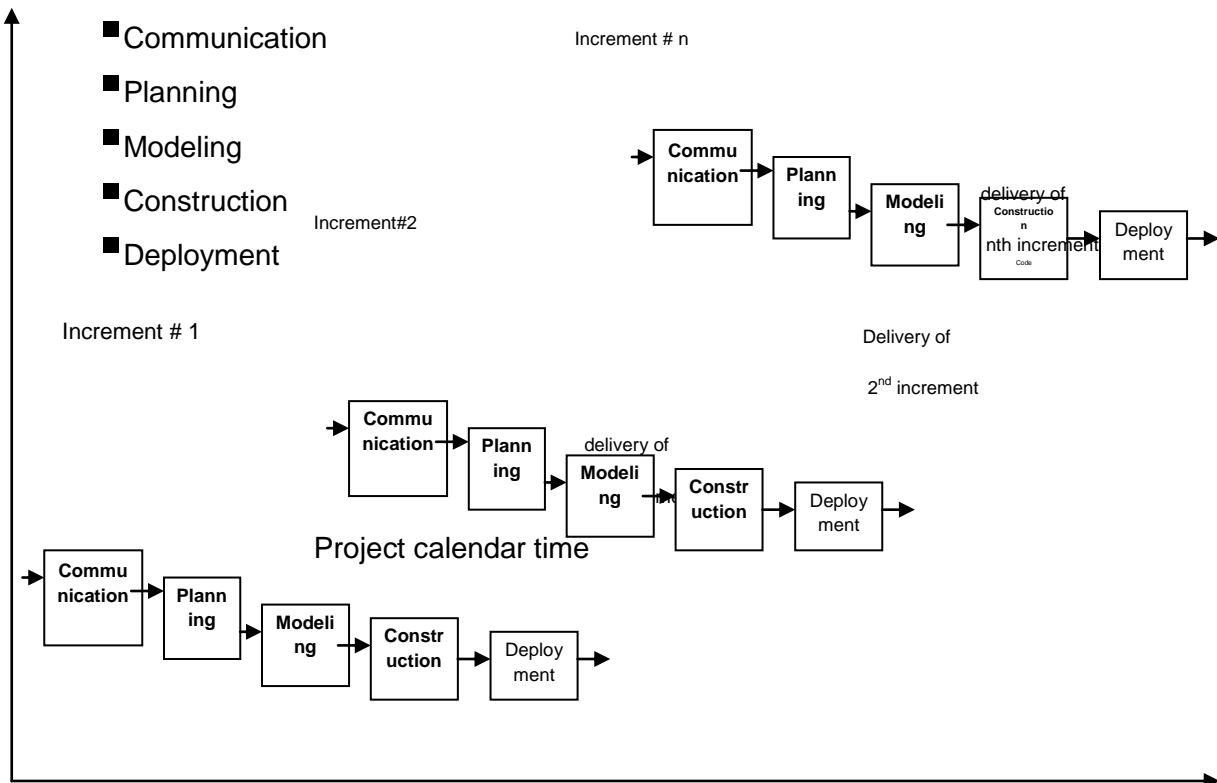 Communication
Planning
Modeling
Construction
Deployment
Increment # n
Commu
nication
Plann
ing
Modeli
ng
delivery of
Constructio
n
nth increment
Code
Deploy
ment
Increment#2
Increment # 1
Delivery of
2nd increment
Commu
nication
Plann
ing
delivery of
Modeli
ng
Constr
uction
Deploy
ment
Project calendar time
Commu
nication
Plann
ing
Modeli
ng
Constr
uction
Deploy
ment